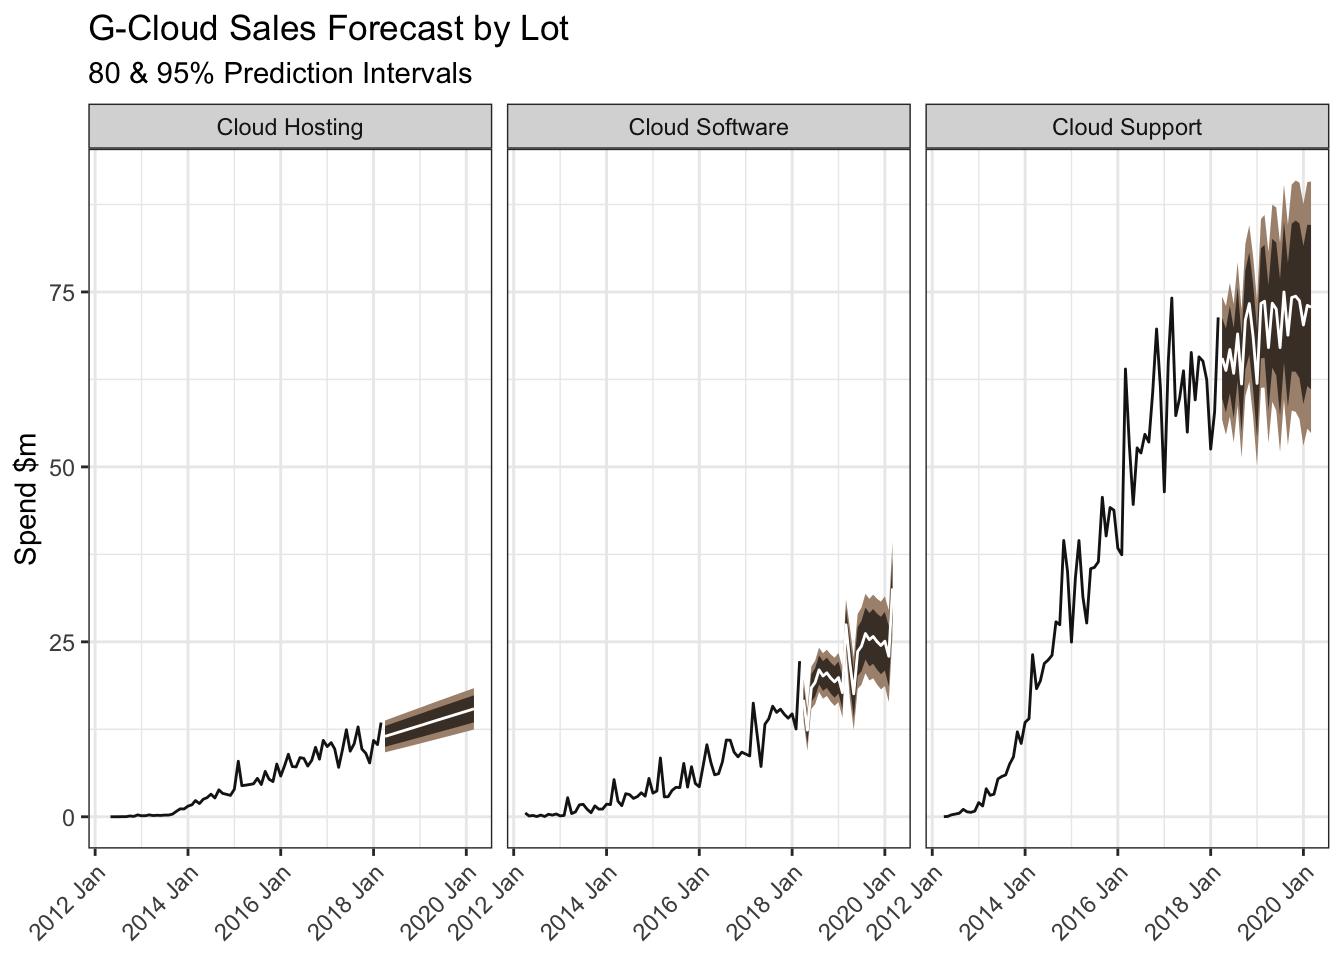 G-Cloud Sales Forecast by Lot
80 & 95% Prediction Intervals
Cloud Hosting
Cloud Software
Cloud Support
Spend $m
75
50
25
0
2012 Jan
2014 Jan
2016 Jan
2018 Jan
2020 Jan
2012 Jan
2014 Jan
2016 Jan
2018 Jan
2020 Jan
2012 Jan
2014 Jan
2016 Jan
2018 Jan
2020 Jan